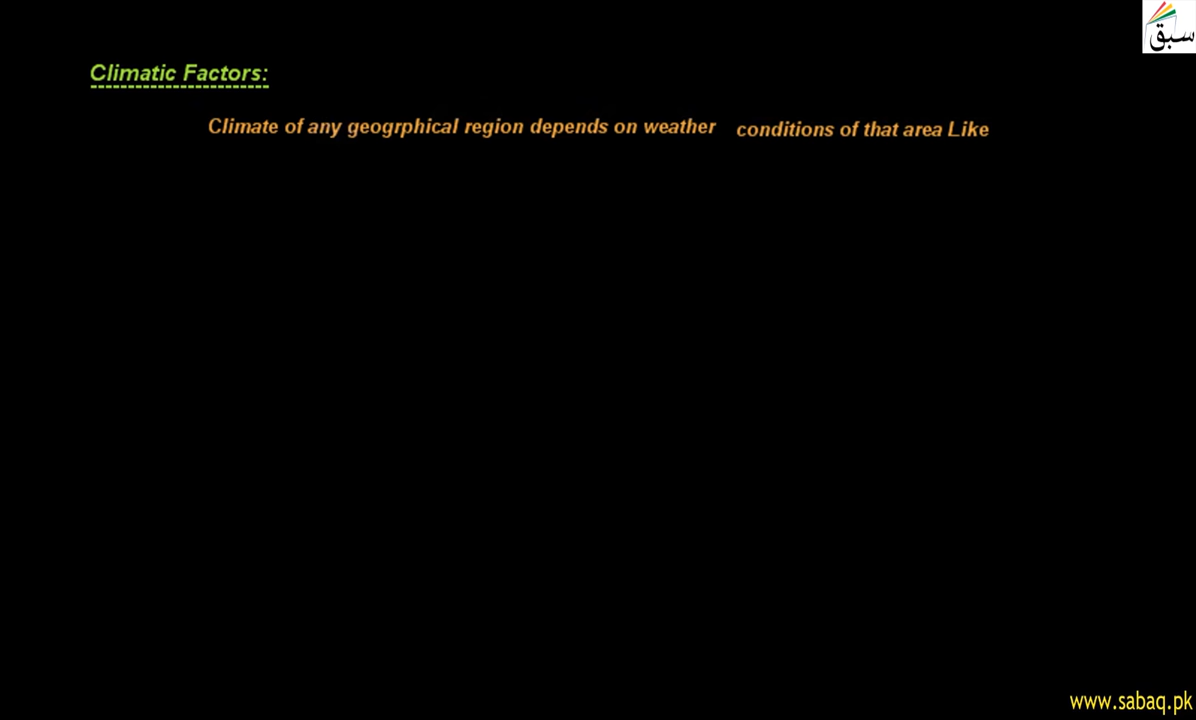 سبق
Climatic Factors:
Climate of any geogrphical region depends on weather conditions of that area Like
www.sabaq.pk